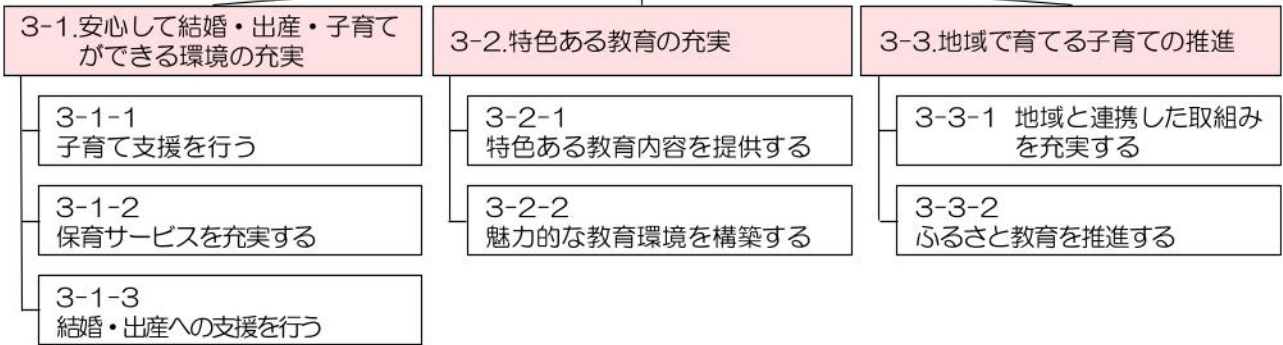 3-1.安心して結婚・出産・子育て
ができる環境の充実
3-1-1
子育て支援を行う
3-1-2
保育サービスを充実する
3-1-3
結婚・出産への支援を行う
3-2.特色ある教育の充実
3-2-1
特色ある教育内容を提供する
3-2-2
魅力的な教育環境を構築する
3-3.地域で育てる子育ての推進
3-3-1 地域と連携した取組み
を充実する
3-3-2
ふるさと教育を推進する